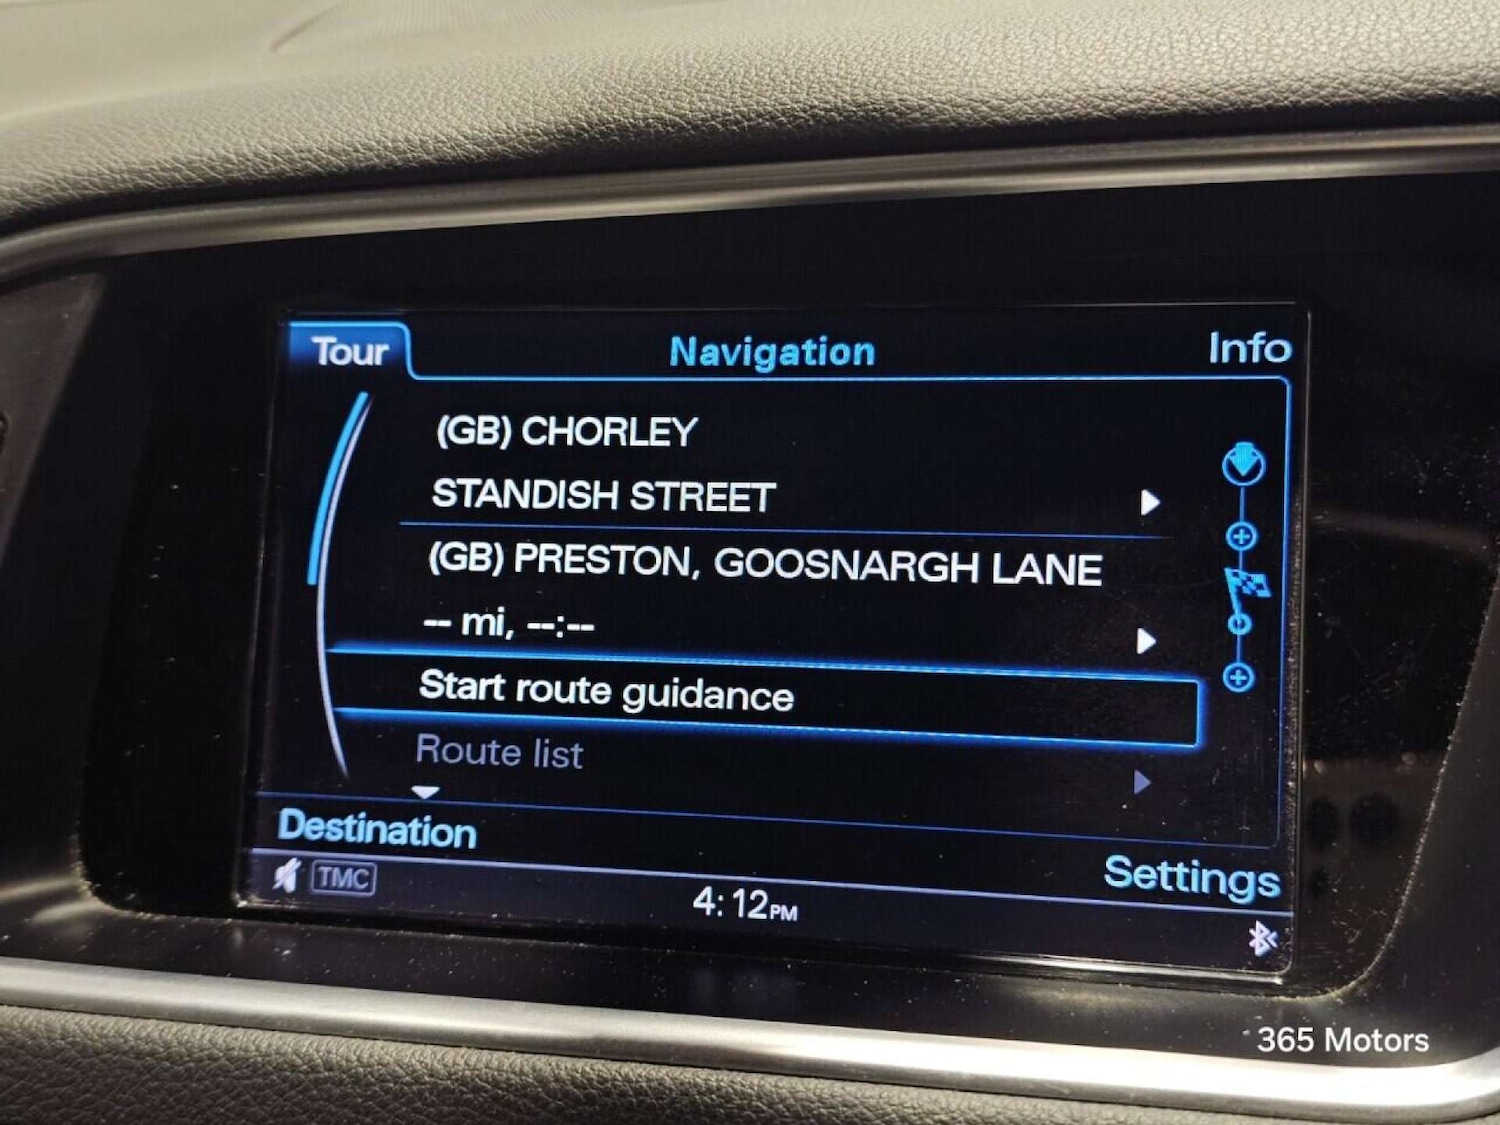 Tour Navigation Info
(GB) CHORLEY
STANDISH STREET
(GB) PRESTON, GOOSNARGH LANE
-- mi, --:--
Start route guidance
Route list
Destination
Settings
TMC
4:12PM
365 Motors